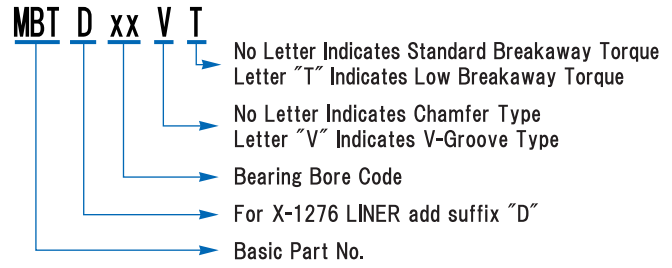 MBT D xx V T
No Letter Indicates Standard Breakaway Torque
Letter "T" Indicates Low Breakaway Torque
No Letter Indicates Chamfer Type
Letter "V" Indicates V-Groove Type
Bearing Bore Code
For X-1276 LINER add suffix "D"
Basic Part No.